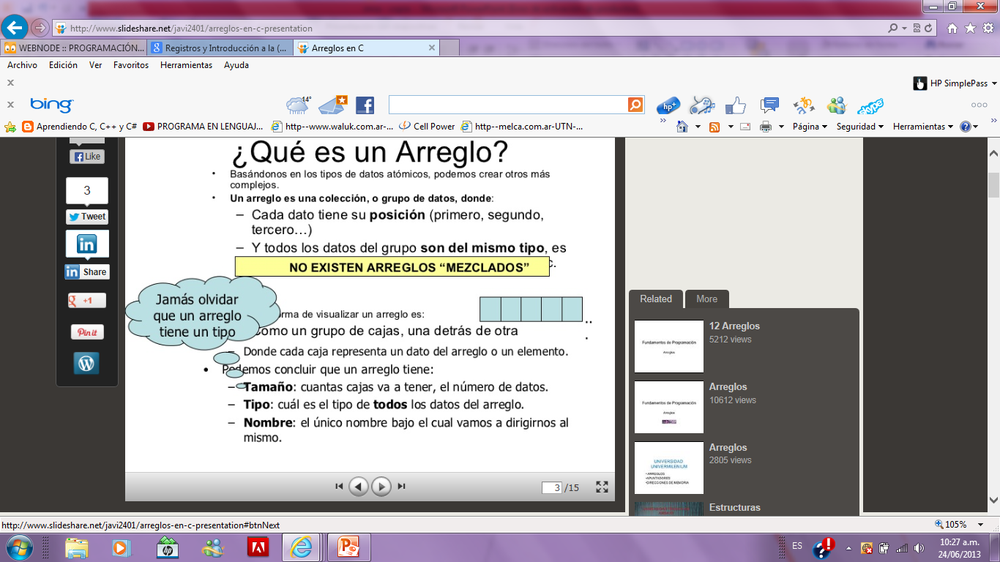 http://www.slideshare.net/javi2401/arreglos-en-c-presentation
WEBNODE :: PROGRAMACIÓN...
Registros y Introducción a la (...
Arreglos en C
Archivo Edición Ver Favoritos Herramientas Ayuda
HP SimplePass
bing
14°
hp+
skype
Aprendiendo C, C++ y C#
PROGRAMA EN LENGUAJ...
http--www.waluk.com.ar-...
Cell Power
http--melca.com.ar-UTN-...
Página
Seguridad
Herramientas
Like
3
Tweet
in
in Share
+1
Pin it
¿Qué es un Arreglo?
• Basándonos en los tipos de datos atómicos, podemos crear otros más
complejos.
• Un arreglo es una colección, o grupo de datos, donde:
– Cada dato tiene su posición (primero, segundo,
tercero…)
– Y todos los datos del grupo son del mismo tipo, es
c.
NO EXISTEN ARREGLOS “MEZCLADOS”
Jamás olvidar
que un arreglo
tiene un tipo
rma de visualizar un arreglo es:
omo un grupo de cajas, una detrás de otra
..
.
– Donde cada caja representa un dato del arreglo o un elemento.
• Podemos concluir que un arreglo tiene:
– Tamaño: cuantas cajas va a tener, el número de datos.
– Tipo: cuál es el tipo de todos los datos del arreglo.
– Nombre: el único nombre bajo el cual vamos a dirigirnos al
mismo.
3 /15
Related
More
Fundamentos de Programación
Arreglos
12 Arreglos
5212 views
Fundamentos de Programación
Arreglos
Arreglos
10612 views
UNIVERSIDAD
UNIVERMILENIUM
• ARREGLOS
•APUNTADORES
•DIRECCIONES DE MEMORIA
Arreglos
2805 views
Estructuras
http://www.slideshare.net/javi2401/arreglos-en-c-presentation#btnNext
105%
ES
10:27 a.m.
24/06/2013